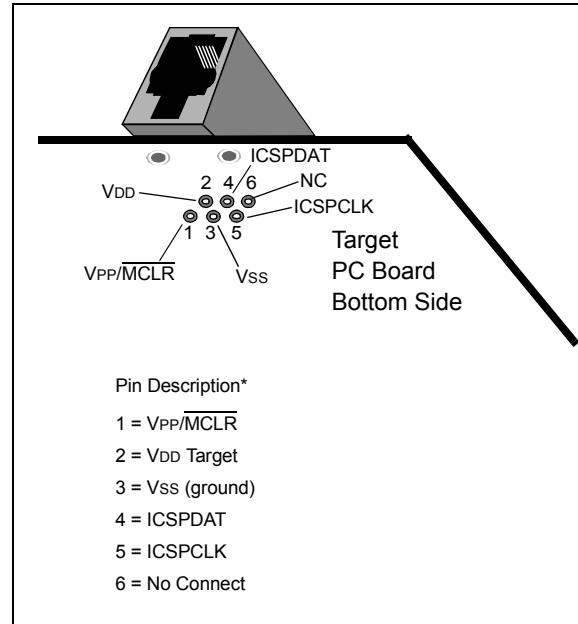 ICSPDAT
2 4 6 NC
VDD
ICSPCLK
1 3 5
VPP/MCLR
VSS
Target
PC Board
Bottom Side
Pin Description*
1 = VPP/MCLR
2 = VDD Target
3 = VSS (ground)
4 = ICSPDAT
5 = ICSPCLK
6 = No Connect